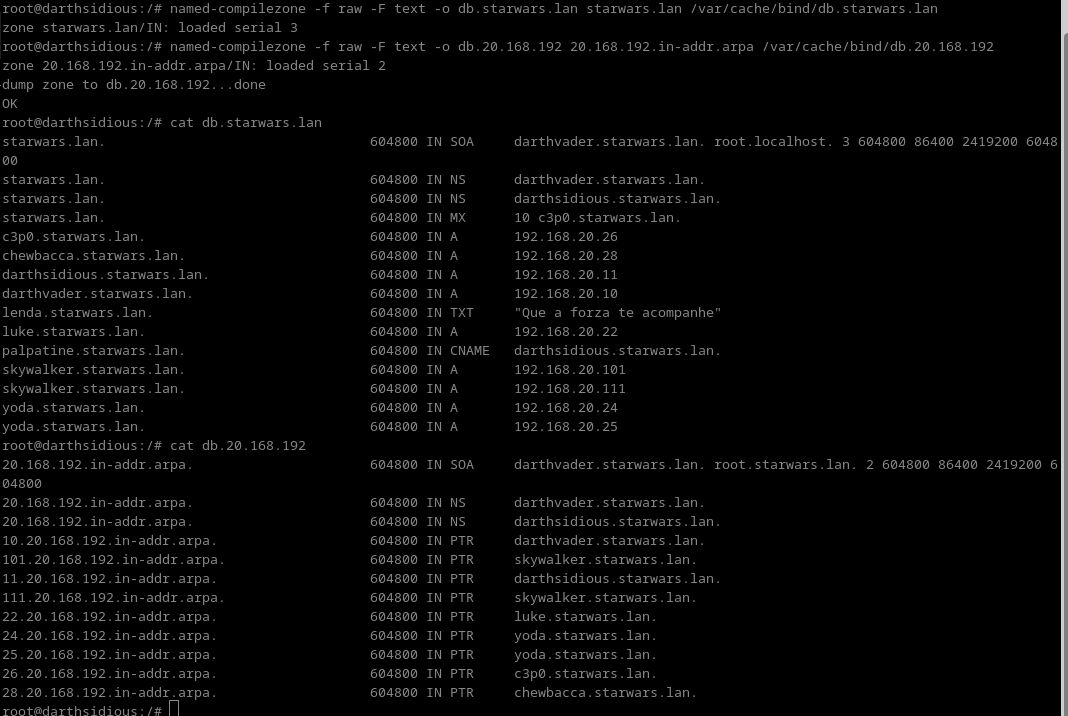 root@darthsidious:/# named-compilezone -f raw -F text -o db.starwars.lan starwars.lan /var/cache/bind/db.starwars.lan
zone starwars.lan/IN: loaded serial 3
root@darthsidious:/# named-compilezone -f raw -F text -o db.20.168.192 20.168.192.in-addr.arpa /var/cache/bind/db.20.168.192
zone 20.168.192.in-addr.arpa/IN: loaded serial 2
dump zone to db.20.168.192...done
OK
root@darthsidious:/# cat db.starwars.lan
starwars.lan. 604800 IN SOA darthvader.starwars.lan. root.localhost. 3 604800 86400 2419200 6048
00
starwars.lan. 604800 IN NS darthvader.starwars.lan.
starwars.lan. 604800 IN NS darthsidious.starwars.lan.
starwars.lan. 604800 IN MX 10 c3p0.starwars.lan.
c3p0.starwars.lan. 604800 IN A 192.168.20.26
chewbacca.starwars.lan. 604800 IN A 192.168.20.28
darthsidious.starwars.lan. 604800 IN A 192.168.20.11
darthvader.starwars.lan. 604800 IN A 192.168.20.10
lenda.starwars.lan. 604800 IN TXT "Que a forza te acompanhe"
luke.starwars.lan. 604800 IN A 192.168.20.22
palpatine.starwars.lan. 604800 IN CNAME darthsidious.starwars.lan.
skywalker.starwars.lan. 604800 IN A 192.168.20.101
skywalker.starwars.lan. 604800 IN A 192.168.20.111
yoda.starwars.lan. 604800 IN A 192.168.20.24
yoda.starwars.lan. 604800 IN A 192.168.20.25
root@darthsidious:/# cat db.20.168.192
20.168.192.in-addr.arpa. 604800 IN SOA darthvader.starwars.lan. root.starwars.lan. 2 604800 86400 2419200 6
04800
20.168.192.in-addr.arpa. 604800 IN NS darthvader.starwars.lan.
20.168.192.in-addr.arpa. 604800 IN NS darthsidious.starwars.lan.
10.20.168.192.in-addr.arpa. 604800 IN PTR darthvader.starwars.lan.
101.20.168.192.in-addr.arpa. 604800 IN PTR skywalker.starwars.lan.
11.20.168.192.in-addr.arpa. 604800 IN PTR darthsidious.starwars.lan.
111.20.168.192.in-addr.arpa. 604800 IN PTR skywalker.starwars.lan.
22.20.168.192.in-addr.arpa. 604800 IN PTR luke.starwars.lan.
24.20.168.192.in-addr.arpa. 604800 IN PTR yoda.starwars.lan.
25.20.168.192.in-addr.arpa. 604800 IN PTR yoda.starwars.lan.
26.20.168.192.in-addr.arpa. 604800 IN PTR c3p0.starwars.lan.
28.20.168.192.in-addr.arpa. 604800 IN PTR chewbacca.starwars.lan.
root@darthsidious:/#